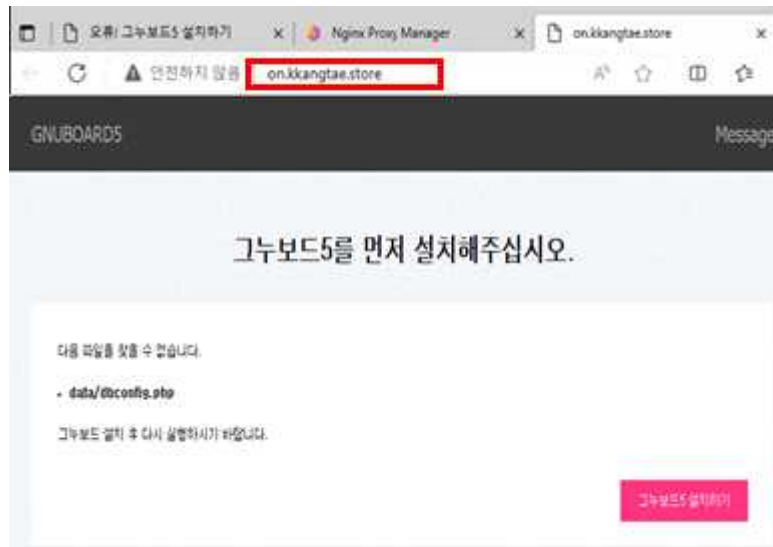 오류! 그누보드5 설치하기
Nginx Proxy Manager
on.kkangtae.store
안전하지 않음
on.kkangtae.store
GNUBOARD5
Message
그누보드5를 먼저 설치해주십시오.
다음 파일을 찾을 수 없습니다.
• data/dbconfig.php
그누보드 설치 후 다시 실행하시기 바랍니다.
그누보드5 설치하기